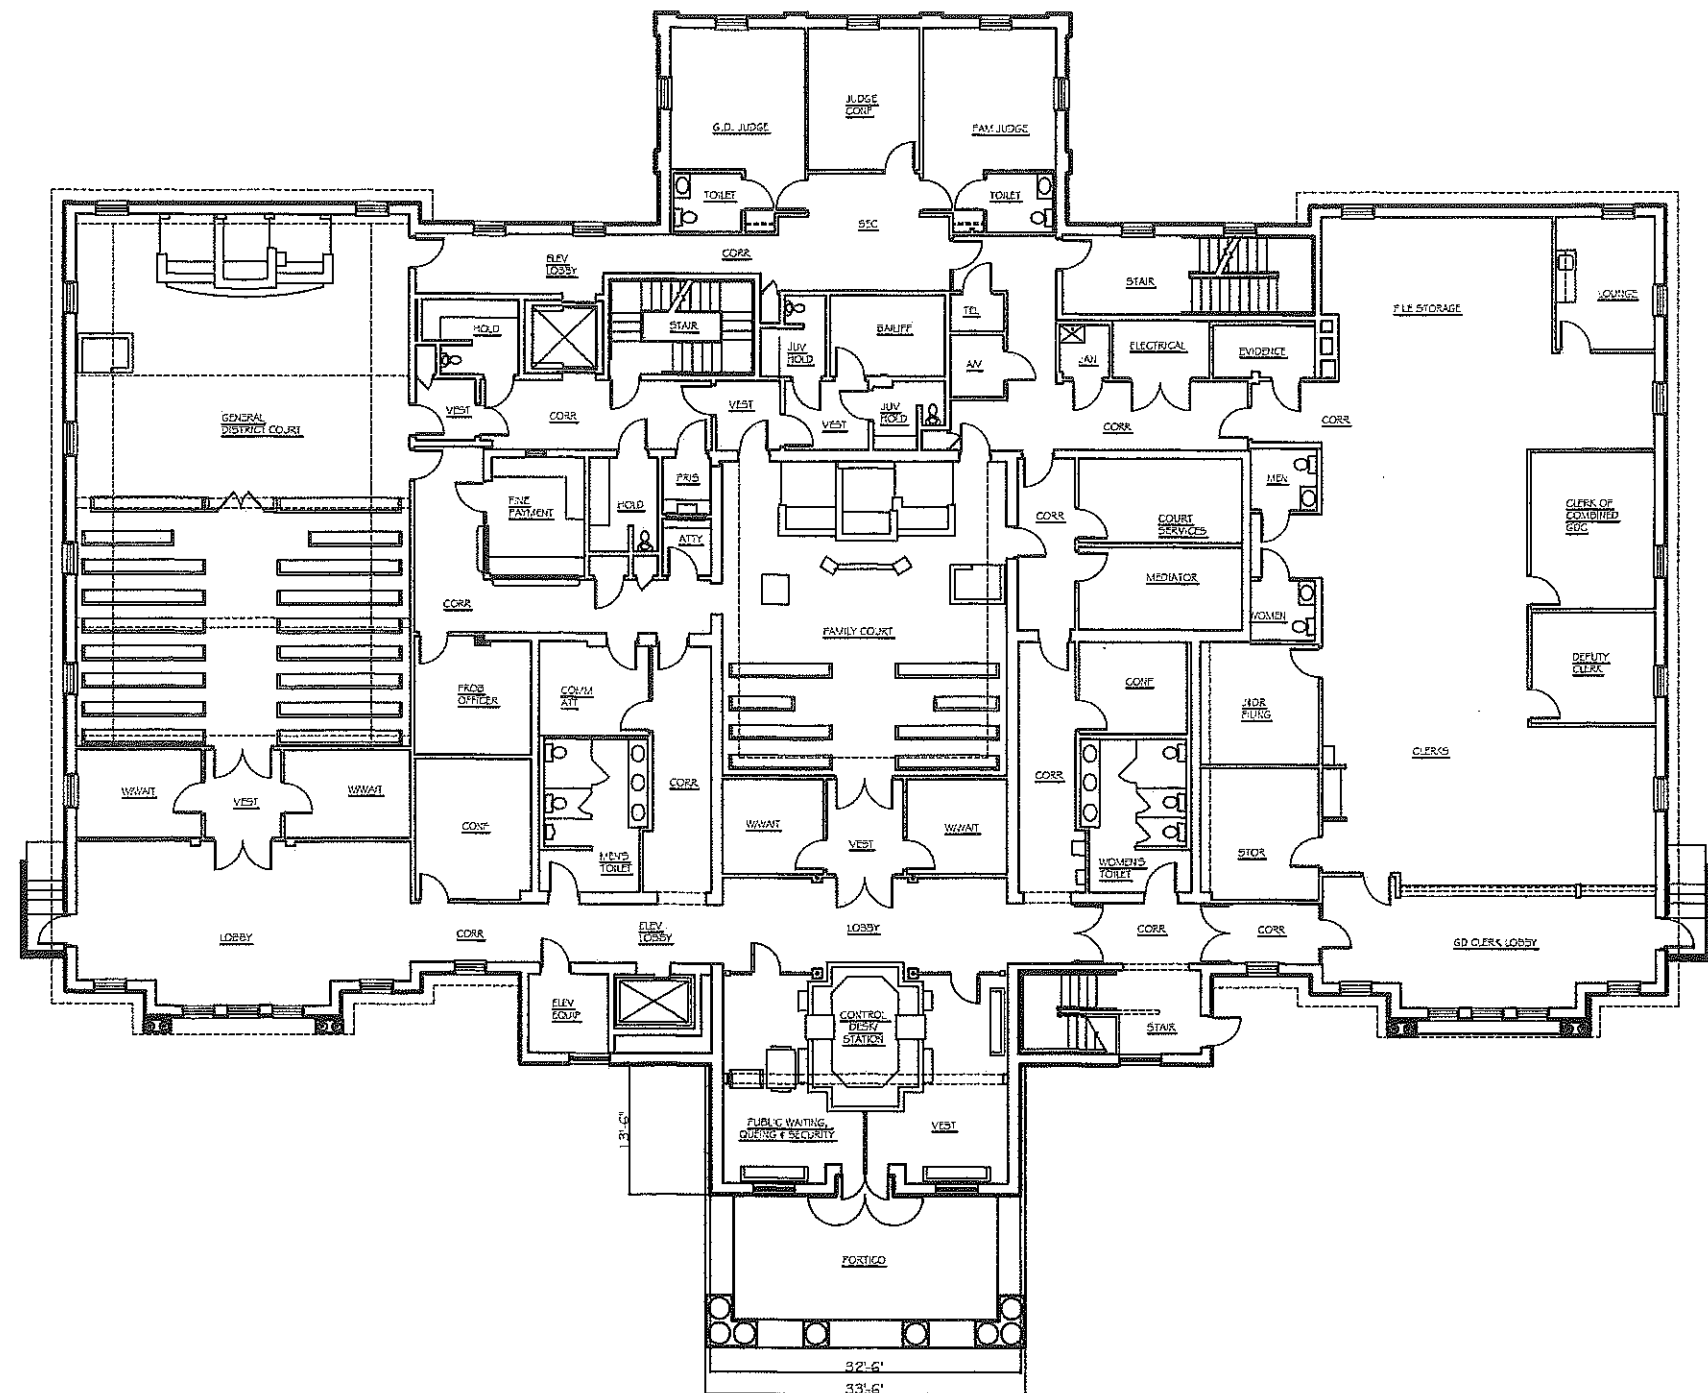 JUDGE
CONF
G.D. JUDGE
FAM JUDGE
TOILET
TOILET
SEC
CORR
ELEV
LOBBY
STAIR
FILE STORAGE
LOUNGE
HOLD
STAIR
JUV
HOLD
BAILIFF
TEL
A/V
JAN
ELECTRICAL
EVIDENCE
GENERAL
DISTRICT COURT
VEST
CORR
VEST
VEST
JUV
HOLD
CORR
CORR
FINE
PAYMENT
HOLD
PRIS
ATTY
CORR
COURT
SERVICES
MEN
CLERK OF
COMBINED
GDC
MEDIATOR
CORR
FAMILY COURT
WOMEN
PROB
OFFICER
COMM
ATT
CONF
J&DR
FILING
DEPUTY
CLERK
CORR
CORR
CLERKS
W/WAIT
VEST
W/WAIT
CONF
MEN'S
TOILET
W/WAIT
VEST
W/WAIT
WOMEN'S
TOILET
STOR
LOBBY
CORR
ELEV
LOBBY
LOBBY
CORR
CORR
GD CLERK LOBBY
ELEV
EQUIP
CONTROL
DESK/
STATION
STAIR
PUBLIC WAITING,
QUEING & SECURITY
VEST
13'-6"
PORTICO
32'-6"
33'-6"